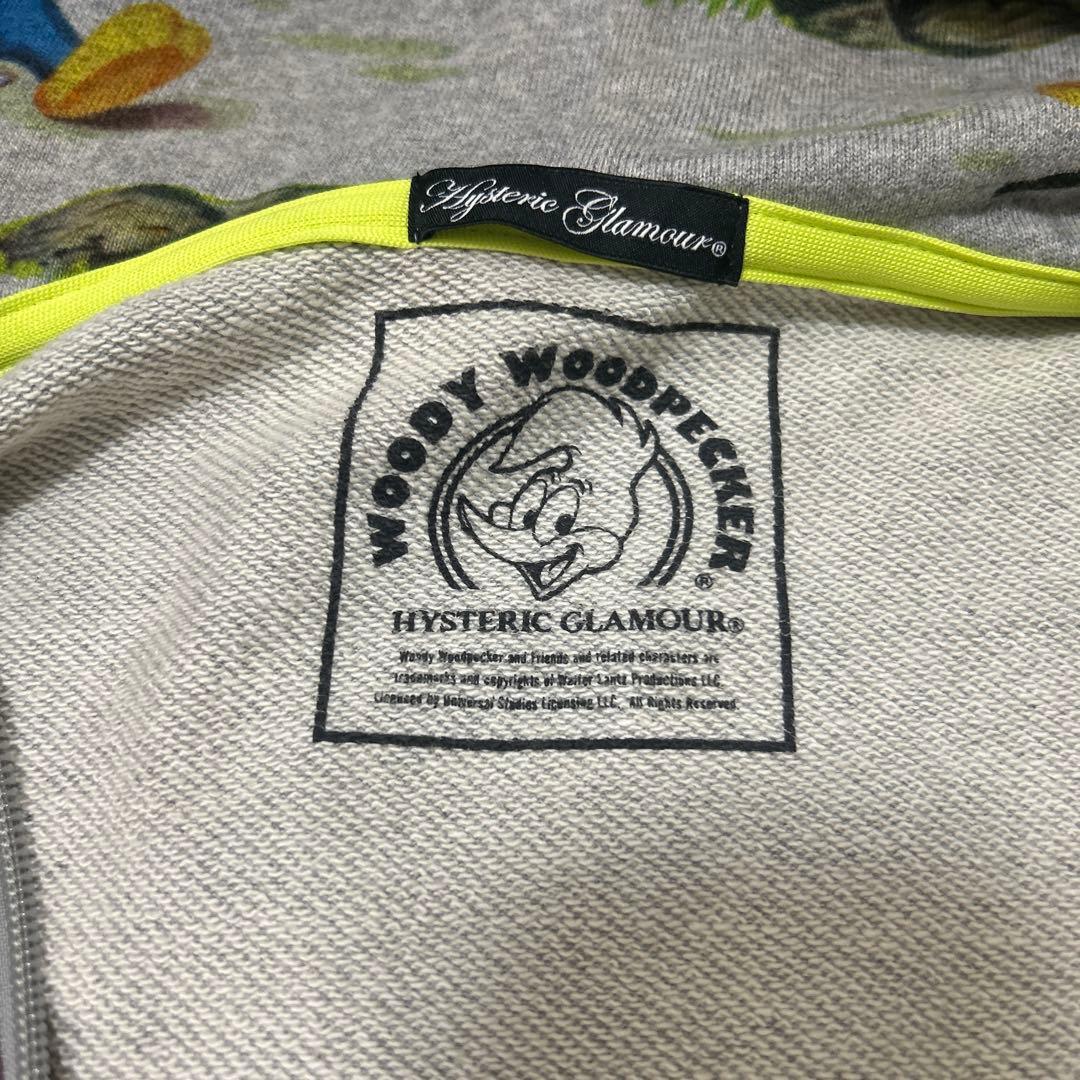 Hysteric Glamour®
WOODY WOODPECKER®
HYSTERIC GLAMOUR®
Woody Woodpecker and Friends and related characters are
trademarks and copyrights of Walter Lantz Productions LLC.
Licensed by Universal Studios Licensing LLC. All Rights Reserved.